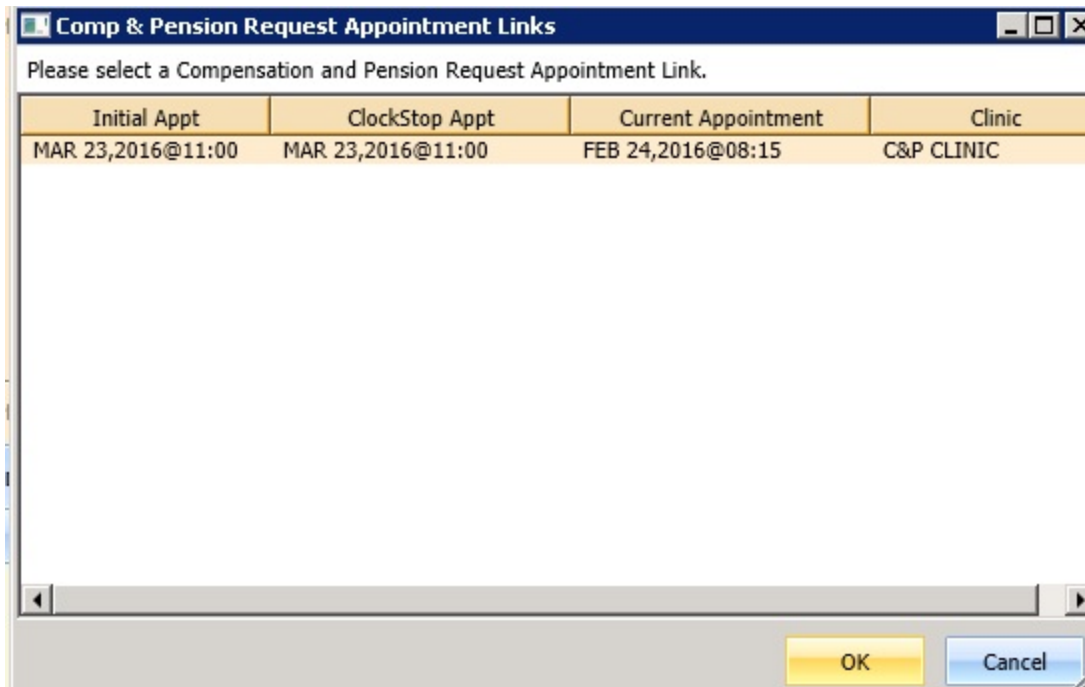 Comp & Pension Request Appointment Links
Please select a Compensation and Pension Request Appointment Link.
Initial Appt ClockStop Appt Current Appointment Clinic
MAR 23,2016@11:00 MAR 23,2016@11:00 FEB 24,2016@08:15 C&P CLINIC
OK Cancel